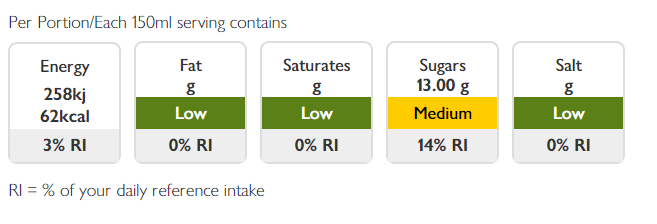 Per Portion/Each 150ml serving contains
Energy
258kj
62kcal
3% RI
Fat
g
Low
0% RI
Saturates
g
Low
0% RI
Sugars
13.00 g
Medium
14% RI
Salt
g
Low
0% RI
RI = % of your daily reference intake